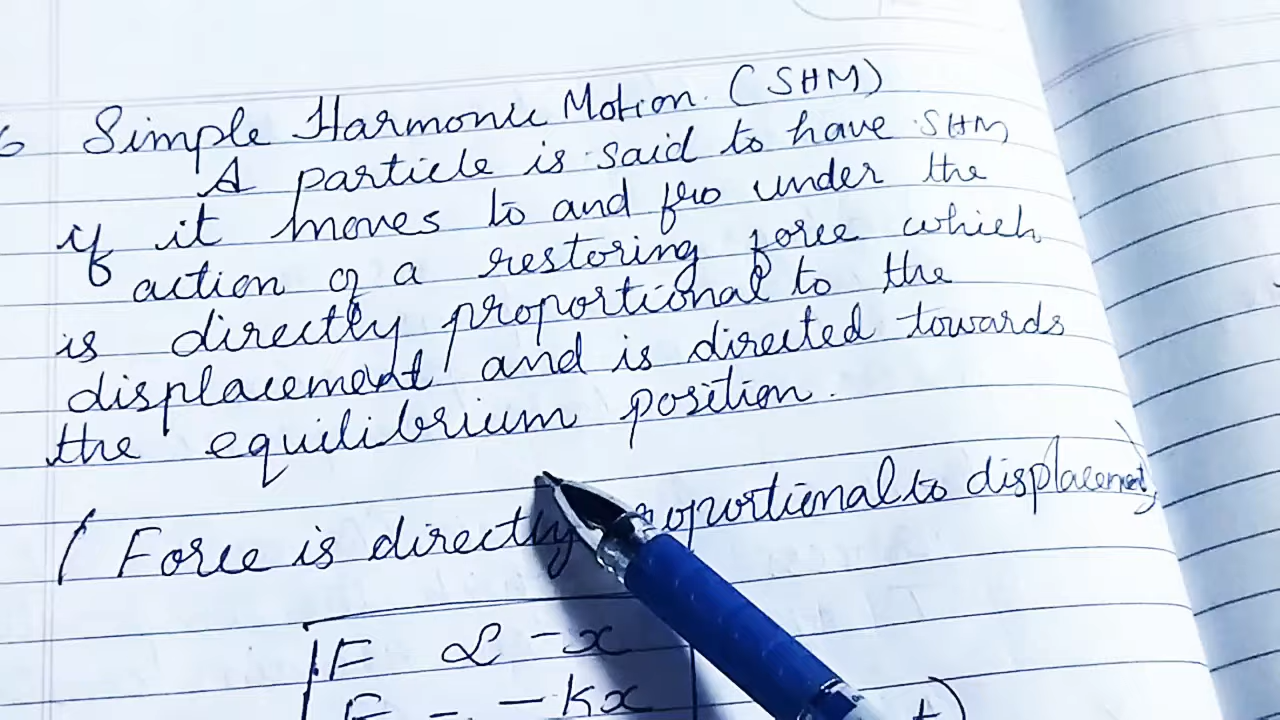 Simple Harmonic Motion. (SHM)
A particle is said to have SHM
if it moves to and fro under the
action of a restoring force which
is directly proportional to the
displacement and is directed towards
the equilibrium position.
( Force is directly proportional to displacement)
F ∝ -x
F = -kx